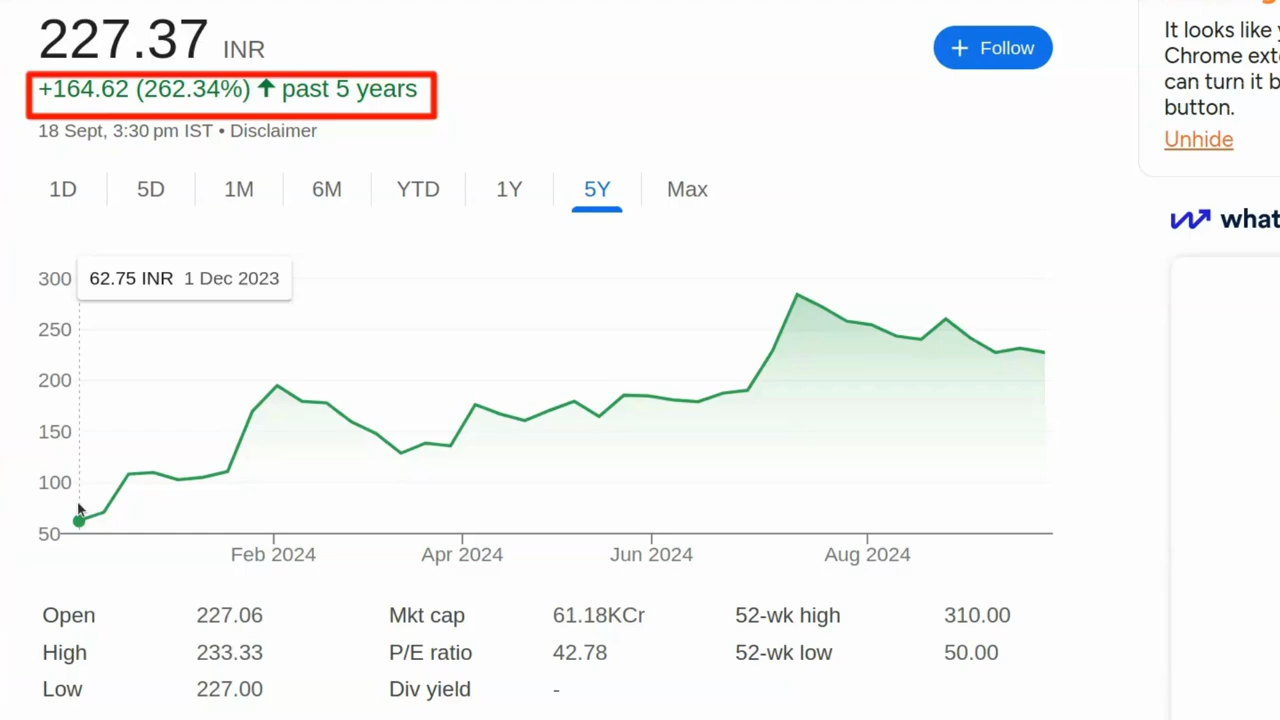 227.37 INR
+ Follow
+164.62 (262.34%) ↑ past 5 years
18 Sept, 3:30 pm IST • Disclaimer
1D 5D 1M 6M YTD 1Y 5Y Max
62.75 INR 1 Dec 2023
300
250
200
150
100
50
Feb 2024 Apr 2024 Jun 2024 Aug 2024
Open 227.06 Mkt cap 61.18KCr 52-wk high 310.00
High 233.33 P/E ratio 42.78 52-wk low 50.00
Low 227.00 Div yield -
It looks like
Chrome ext
can turn it b
button.
Unhide
what